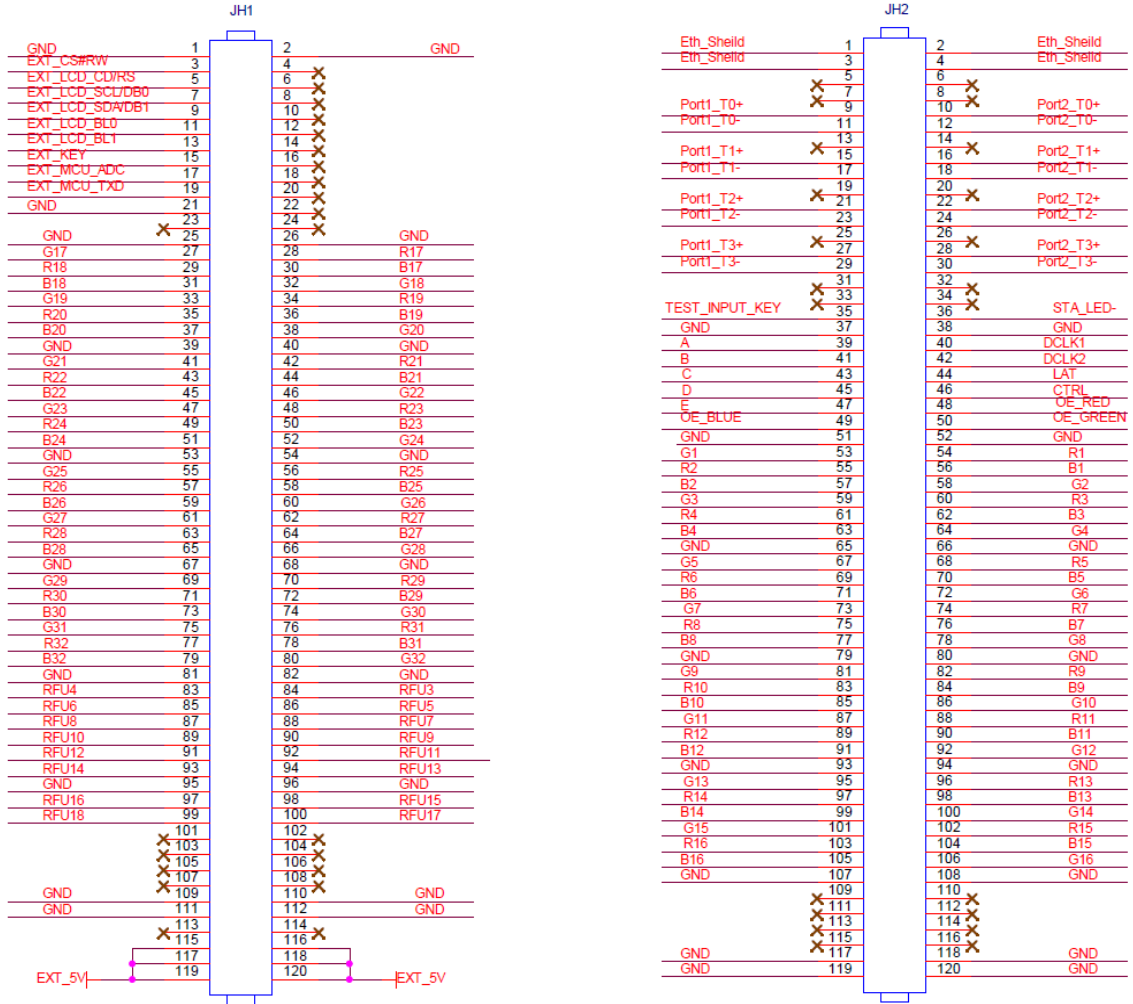 JH1
GND 1 2 GND
EXT_CS#RW 3 4
EXT_LCD_CD/RS 5 6
EXT_LCD_SCL/DB0 7 8
EXT_LCD_SDA/DB1 9 10
EXT_LCD_BL0 11 12
EXT_LCD_BL1 13 14
EXT_KEY 15 16
EXT_MCU_ADC 17 18
EXT_MCU_TXD 19 20
GND 21 22
23 24
GND 25 26 GND
G17 27 28 R17
R18 29 30 B17
B18 31 32 G18
G19 33 34 R19
R20 35 36 B19
B20 37 38 G20
GND 39 40 GND
G21 41 42 R21
R22 43 44 B21
B22 45 46 G22
G23 47 48 R23
R24 49 50 B23
B24 51 52 G24
GND 53 54 GND
G25 55 56 R25
R26 57 58 B25
B26 59 60 G26
G27 61 62 R27
R28 63 64 B27
B28 65 66 G28
GND 67 68 GND
G29 69 70 R29
R30 71 72 B29
B30 73 74 G30
G31 75 76 R31
R32 77 78 B31
B32 79 80 G32
GND 81 82 GND
RFU4 83 84 RFU3
RFU6 85 86 RFU5
RFU8 87 88 RFU7
RFU10 89 90 RFU9
RFU12 91 92 RFU11
RFU14 93 94 RFU13
GND 95 96 GND
RFU16 97 98 RFU15
RFU18 99 100 RFU17
101 102
103 104
105 106
107 108
GND 109 110 GND
GND 111 112 GND
113 114
115 116
117 118
EXT_5V 119 120 EXT_5V
JH2
Eth_Sheild 1 2 Eth_Sheild
Eth_Sheild 3 4 Eth_Sheild
5 6
7 8
Port1_T0+ 9 10 Port2_T0+
Port1_T0- 11 12 Port2_T0-
13 14
Port1_T1+ 15 16 Port2_T1+
Port1_T1- 17 18 Port2_T1-
19 20
Port1_T2+ 21 22 Port2_T2+
Port1_T2- 23 24 Port2_T2-
25 26
Port1_T3+ 27 28 Port2_T3+
Port1_T3- 29 30 Port2_T3-
31 32
33 34
TEST_INPUT_KEY 35 36 STA_LED-
GND 37 38 GND
A 39 40 DCLK1
B 41 42 DCLK2
C 43 44 LAT
D 45 46 CTRL
E 47 48 OE_RED
OE_BLUE 49 50 OE_GREEN
GND 51 52 GND
G1 53 54 R1
R2 55 56 B1
B2 57 58 G2
G3 59 60 R3
R4 61 62 B3
B4 63 64 G4
GND 65 66 GND
G5 67 68 R5
R6 69 70 B5
B6 71 72 G6
G7 73 74 R7
R8 75 76 B7
B8 77 78 G8
GND 79 80 GND
G9 81 82 R9
R10 83 84 B9
B10 85 86 G10
G11 87 88 R11
R12 89 90 B11
B12 91 92 G12
GND 93 94 GND
G13 95 96 R13
R14 97 98 B13
B14 99 100 G14
G15 101 102 R15
R16 103 104 B15
B16 105 106 G16
GND 107 108 GND
109 110
111 112
113 114
115 116
GND 117 118 GND
GND 119 120 GND